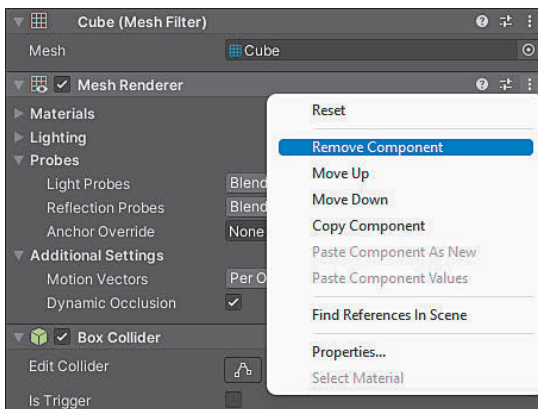 Cube (Mesh Filter)
Mesh Cube
Mesh Renderer
Materials
Lighting
Probes
Light Probes Blend
Reflection Probes Blend
Anchor Override None
Additional Settings
Motion Vectors Per O
Dynamic Occlusion
Box Collider
Edit Collider
Is Trigger
Reset
Remove Component
Move Up
Move Down
Copy Component
Paste Component As New
Paste Component Values
Find References In Scene
Properties...
Select Material